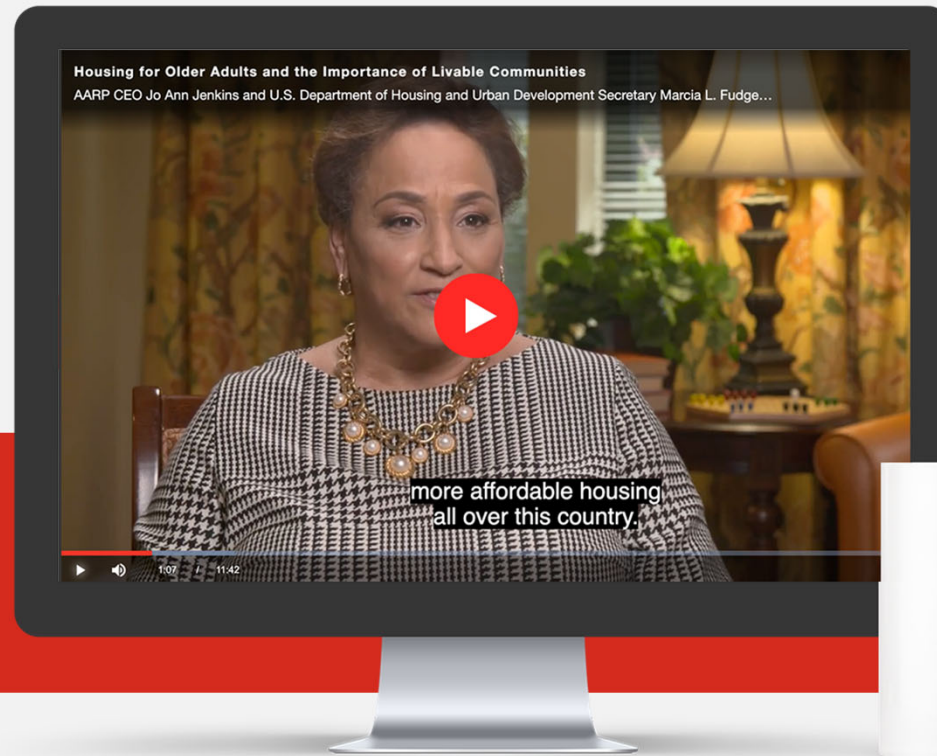 Housing for Older Adults and the Importance of Livable Communities
AARP CEO Jo Ann Jenkins and U.S. Department of Housing and Urban Development Secretary Marcia L. Fudge...
more affordable housing
all over this country.
1:07 / 11:42